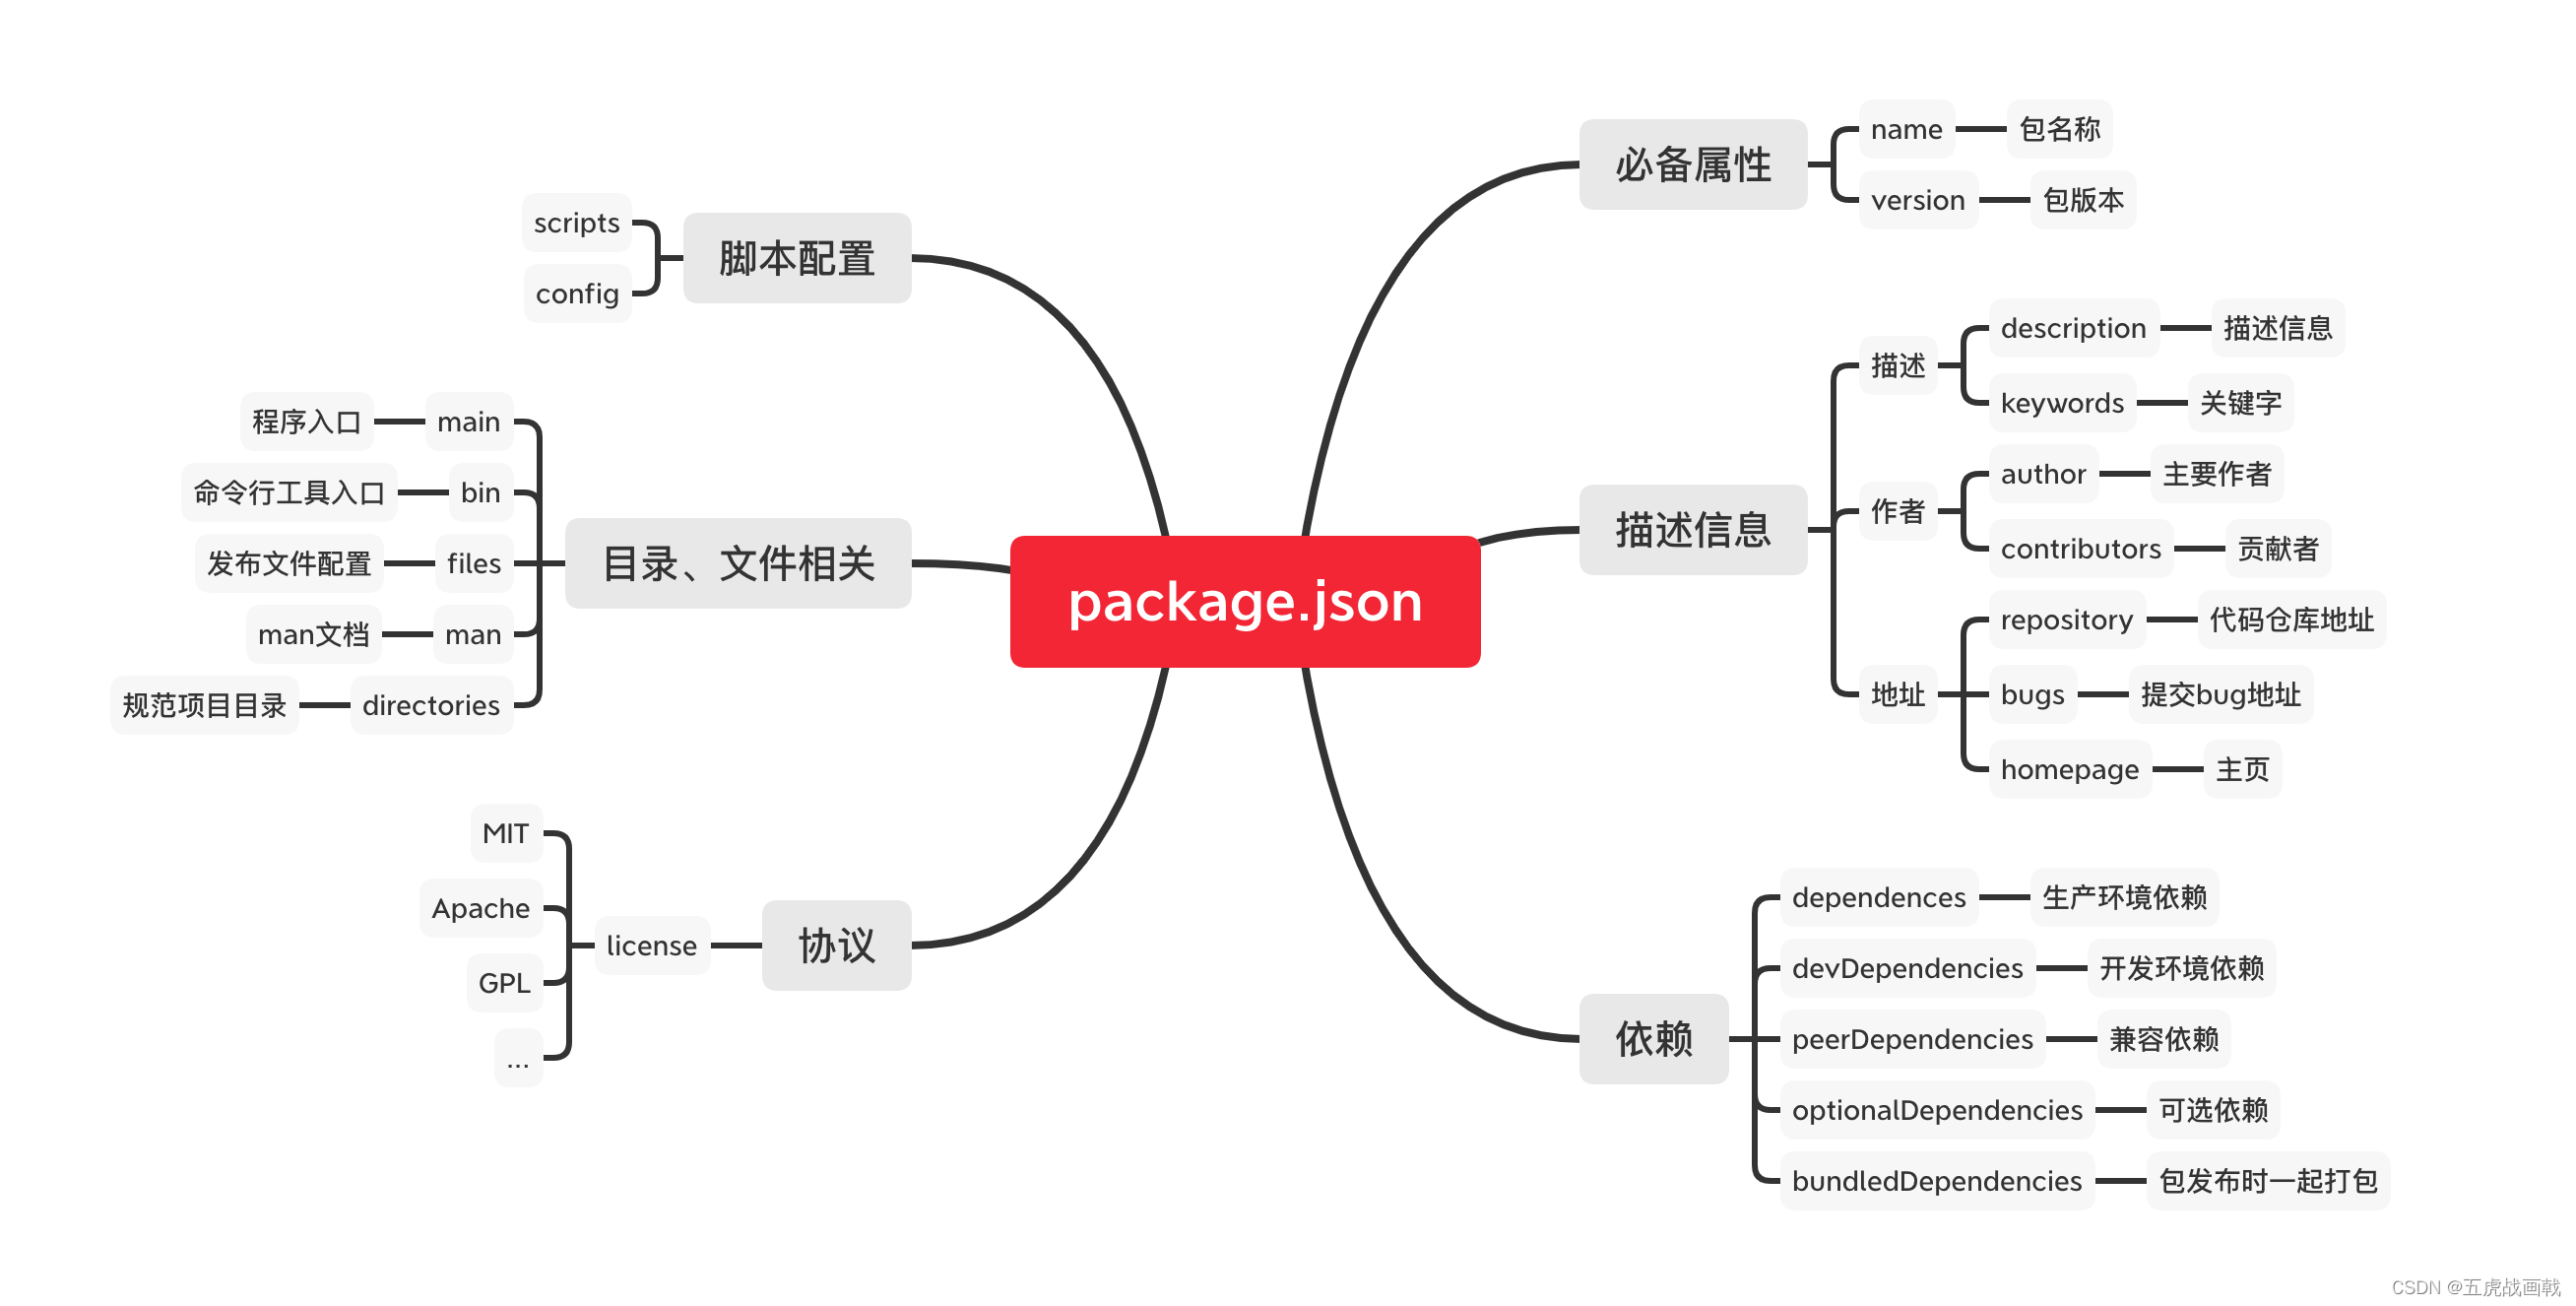 package.json
必备属性
name
包名称
version
包版本
描述信息
描述
description
描述信息
keywords
关键字
作者
author
主要作者
contributors
贡献者
地址
repository
代码仓库地址
bugs
提交bug地址
homepage
主页
依赖
dependences
生产环境依赖
devDependencies
开发环境依赖
peerDependencies
兼容依赖
optionalDependencies
可选依赖
bundledDependencies
包发布时一起打包
脚本配置
scripts
config
目录、文件相关
main
程序入口
bin
命令行工具入口
files
发布文件配置
man
man文档
directories
规范项目目录
协议
license
MIT
Apache
GPL
...
CSDN @五虎战画戟